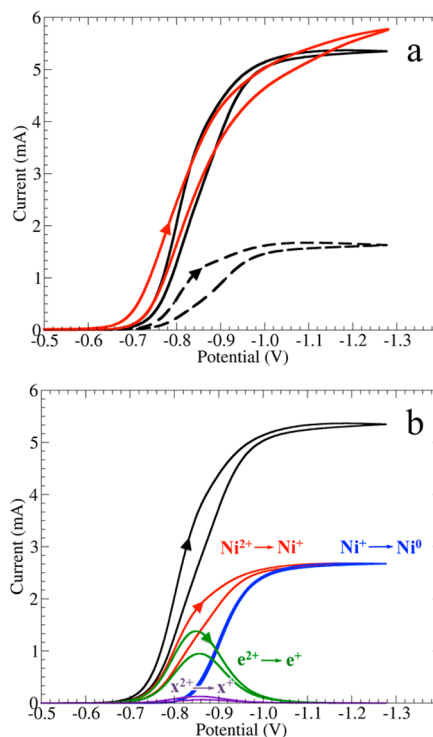 a
6
5
4
3
2
1
0
Current (mA)
-0.5 -0.6 -0.7 -0.8 -0.9 -1.0 -1.1 -1.2 -1.3
Potential (V)
b
6
5
4
3
2
1
0
Current (mA)
Ni²⁺→Ni⁺ Ni⁺→Ni⁰
e²⁺→e⁺
x²⁺→x⁺
-0.5 -0.6 -0.7 -0.8 -0.9 -1.0 -1.1 -1.2 -1.3
Potential (V)